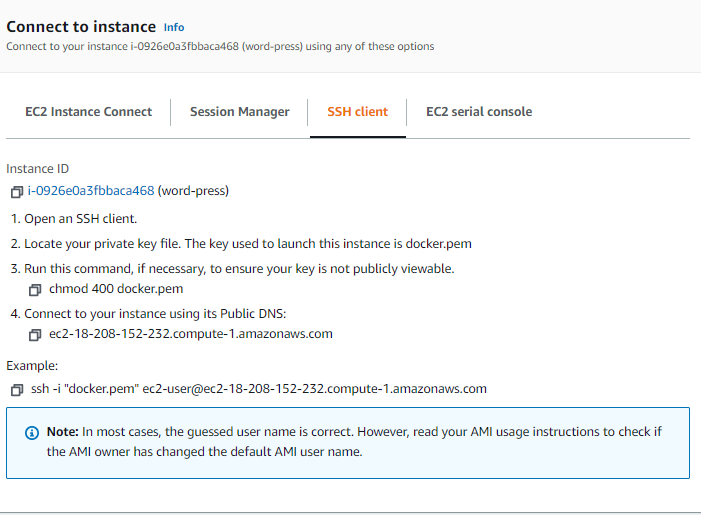 Connect to instance Info
Connect to your instance i-0926e0a3fbbaca468 (word-press) using any of these options
EC2 Instance Connect Session Manager SSH client EC2 serial console
Instance ID
i-0926e0a3fbbaca468 (word-press)
1. Open an SSH client.
2. Locate your private key file. The key used to launch this instance is docker.pem
3. Run this command, if necessary, to ensure your key is not publicly viewable.
chmod 400 docker.pem
4. Connect to your instance using its Public DNS:
ec2-18-208-152-232.compute-1.amazonaws.com
Example:
ssh -i "docker.pem" ec2-user@ec2-18-208-152-232.compute-1.amazonaws.com
Note: In most cases, the guessed user name is correct. However, read your AMI usage instructions to check if
the AMI owner has changed the default AMI user name.